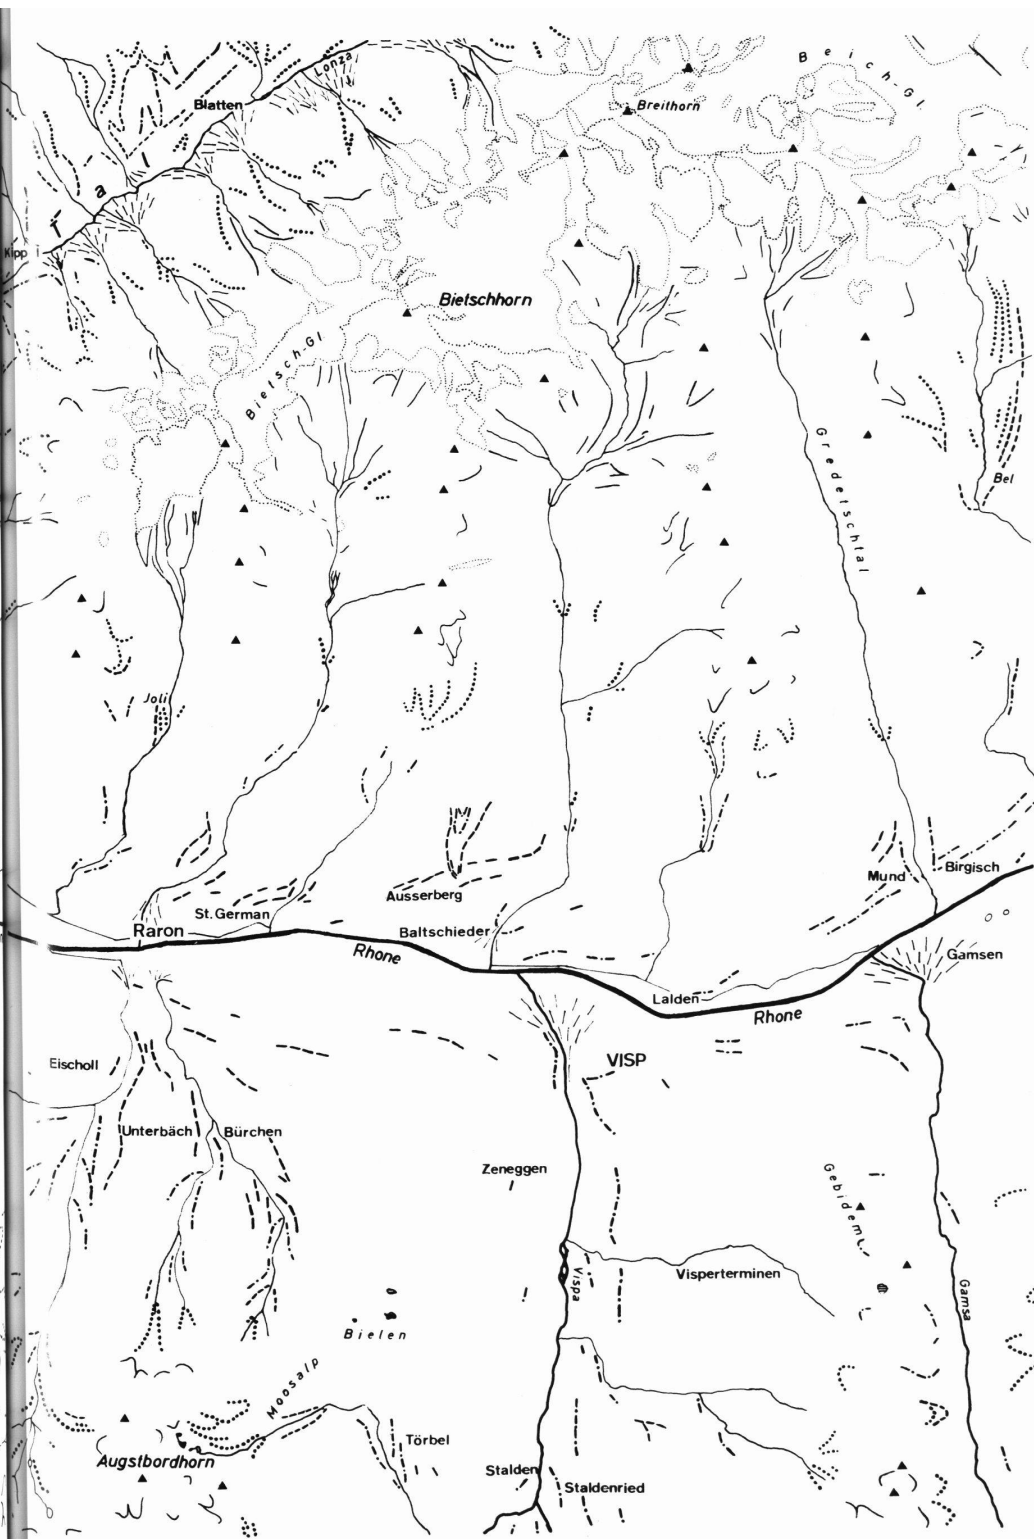 Lonza
Beich-Gl.
Blatten
Breithorn
Kipp
Bietschhorn
Bietsch-Gl.
Gredetschtal
Bel
Joli
Mund
Birgisch
Ausserberg
St. German
Raron
Baltschieder
Rhone
Gamsen
Lalden
Rhone
VISP
Eischoll
Unterbäch
Bürchen
Zeneggen
Gebidem
Visperterminen
Vispa
Gamsa
Bielen
Moosalp
Törbel
Augstbordhorn
Stalden
Staldenried